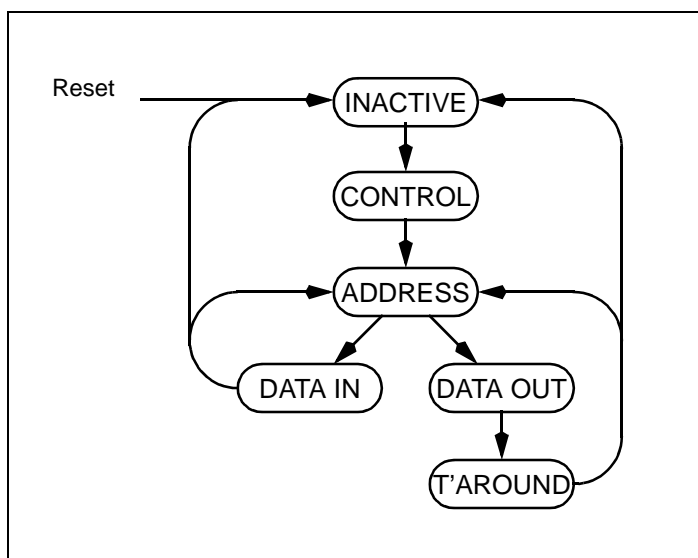 Reset
INACTIVE
CONTROL
ADDRESS
DATA IN
DATA OUT
T'AROUND